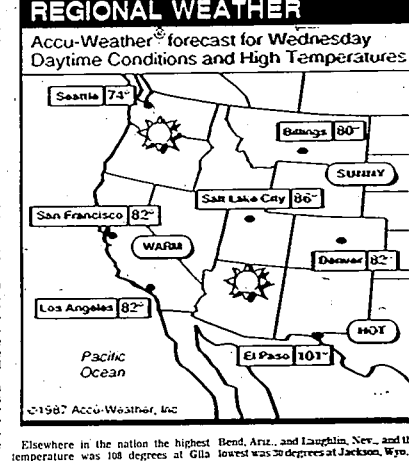 REGIONAL WEATHER
Accu-Weather® forecast for Wednesday
Daytime Conditions and High Temperatures
Seattle 74°
Billings 80°
SUNNY
Salt Lake City 86°
San Francisco 82°
WARM
Denver 82°
Los Angeles 82°
HOT
El Paso 101°
Pacific
Ocean
©1987 Accu-Weather, Inc
Elsewhere in the nation the highest
temperature was 108 degrees at Gila
Bend, Ariz., and Laughlin, Nev., and th
lowest was 30 degrees at Jackson, Wyo.